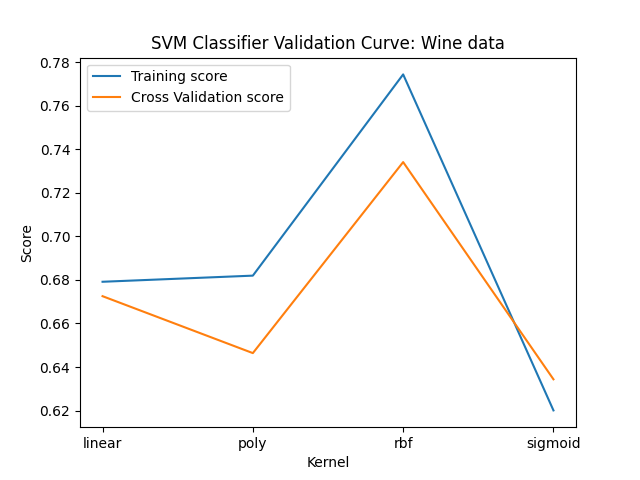 SVM Classifier Validation Curve: Wine data
Training score
Cross Validation score
0.78
0.76
0.74
0.72
0.70
0.68
0.66
0.64
0.62
Score
linear poly rbf sigmoid
Kernel